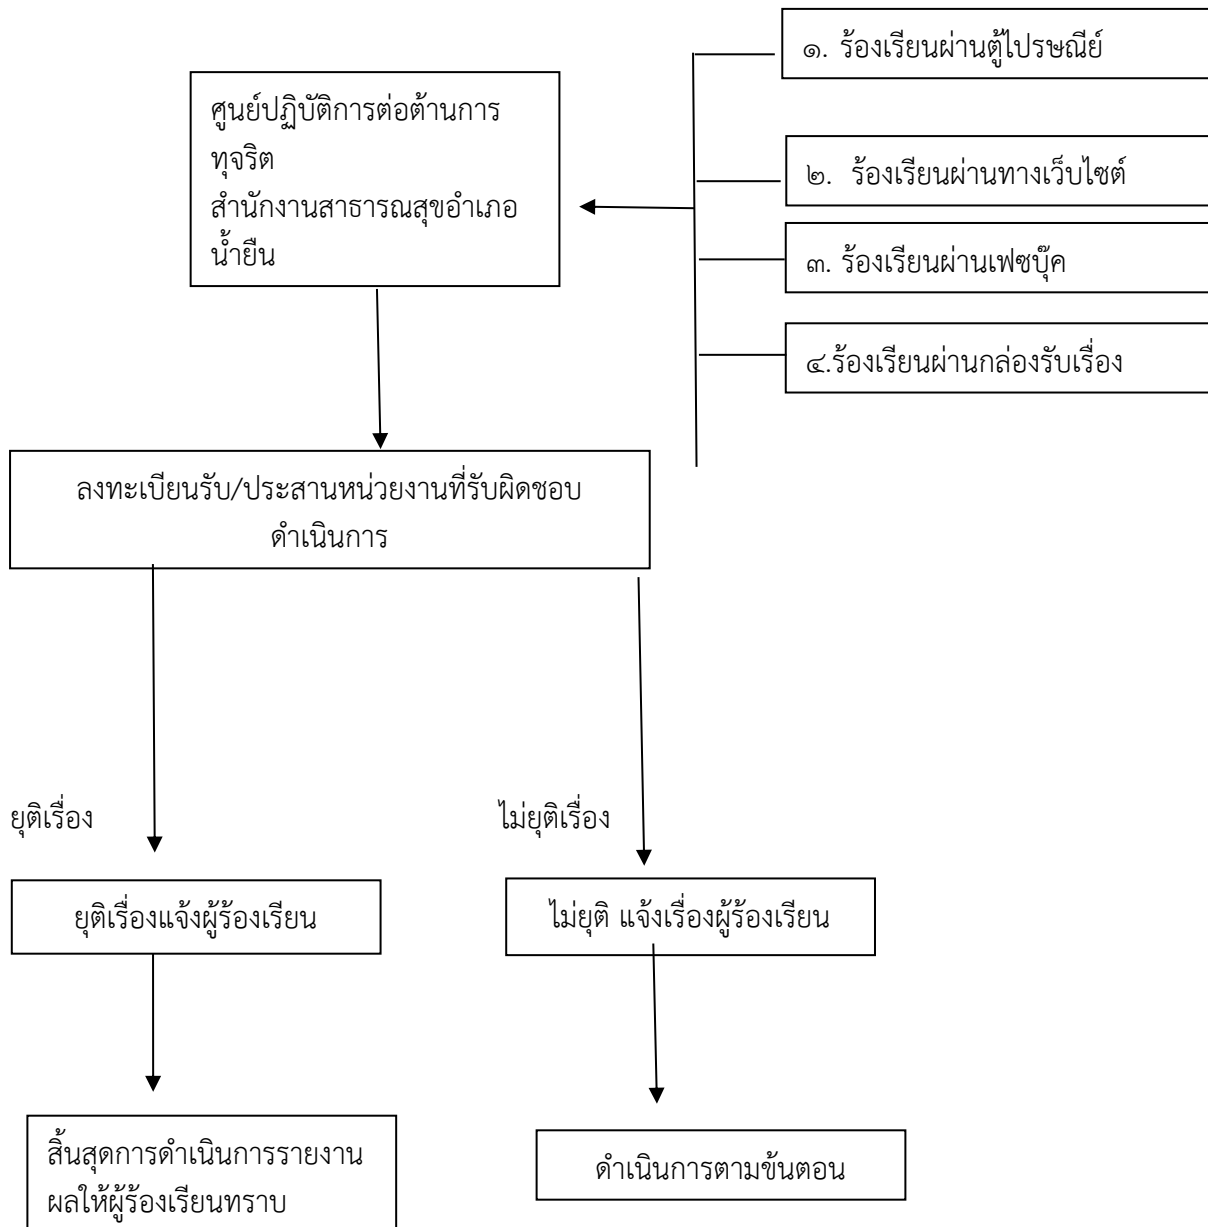 ๑. ร้องเรียนผ่านตู้ไปรษณีย์
ศูนย์ปฏิบัติการต่อต้านการ
ทุจริต
สำนักงานสาธารณสุขอำเภอ
น้ำยืน
๒. ร้องเรียนผ่านทางเว็บไซต์
๓. ร้องเรียนผ่านเฟซบุ๊ค
๔.ร้องเรียนผ่านกล่องรับเรื่อง
ลงทะเบียนรับ/ประสานหน่วยงานที่รับผิดชอบ
ดำเนินการ
ยุติเรื่อง
ไม่ยุติเรื่อง
ยุติเรื่องแจ้งผู้ร้องเรียน
ไม่ยุติ แจ้งเรื่องผู้ร้องเรียน
สิ้นสุดการดำเนินการรายงาน
ผลให้ผู้ร้องเรียนทราบ
ดำเนินการตามขั้นตอน